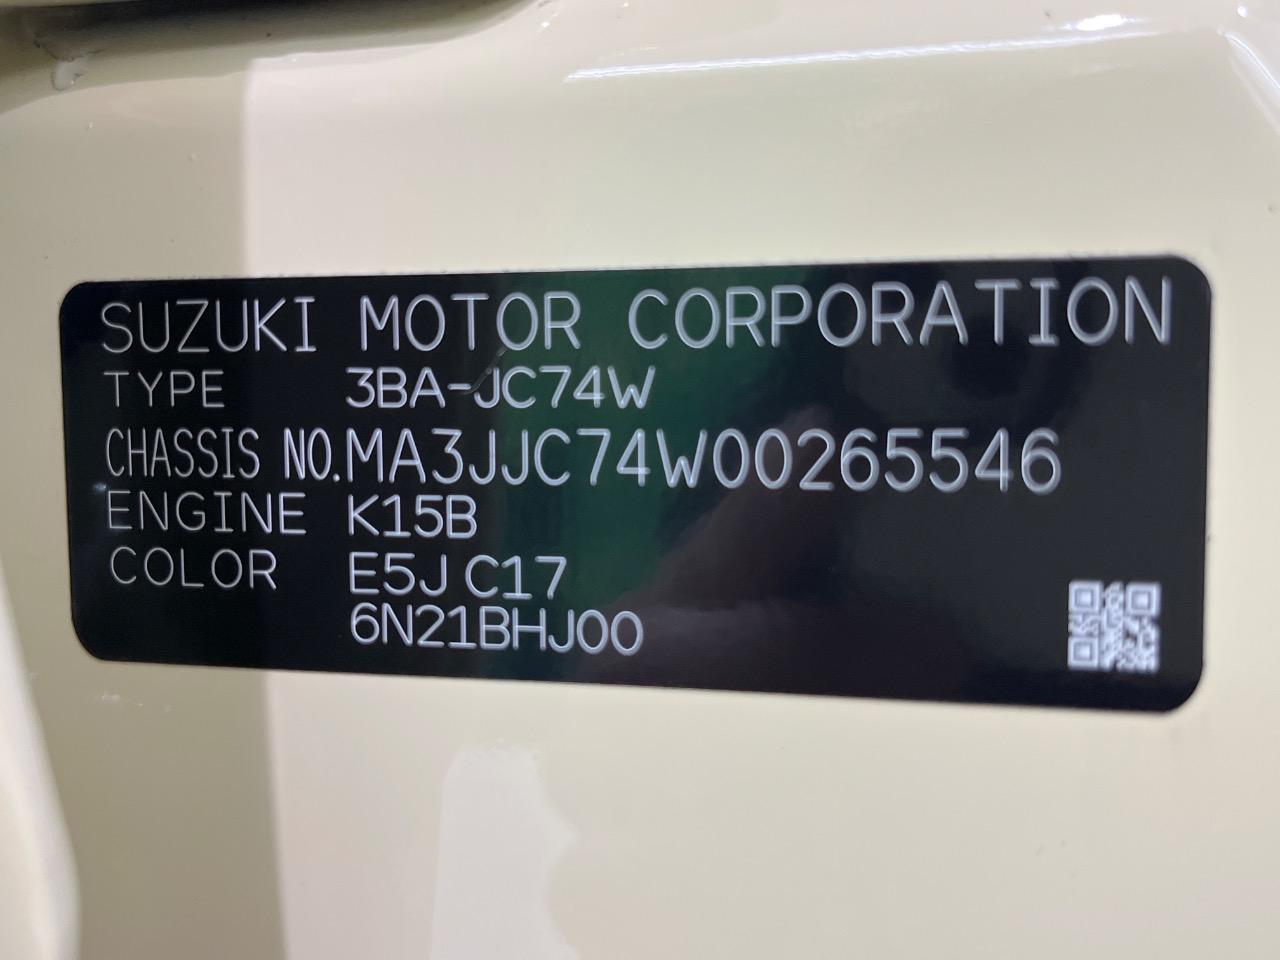 SUZUKI MOTOR CORPORATION
TYPE 3BA-JC74W
CHASSIS NO.MA3JJC74W00265546
ENGINE K15B
COLOR E5J C17
6N21BHJ00